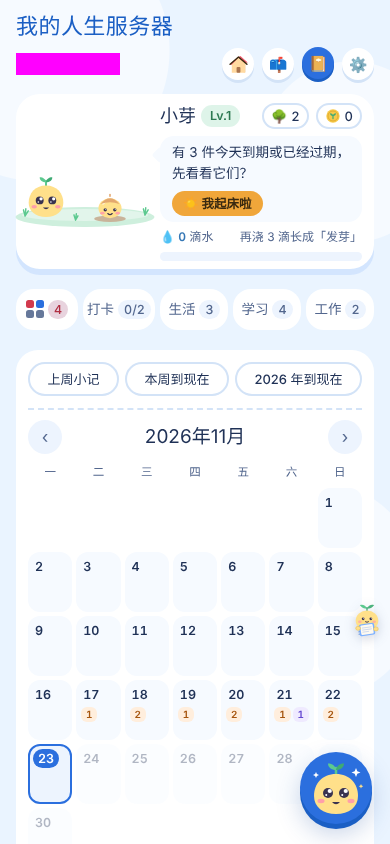 我的人生服务器
小芽 Lv.1 2 0
有 3 件今天到期或已经过期，
先看看它们？
我起床啦
0 滴水 再浇 3 滴长成「发芽」
4 打卡 0/2 生活 3 学习 4 工作 2
上周小记 本周到现在 2026 年到现在
‹ 2026年11月 ›
一 二 三 四 五 六 日
1
2 3 4 5 6 7 8
9 10 11 12 13 14 15
16 17 18 19 20 21 22
1 2 1 2 1 1 2
23 24 25 26 27 28
30